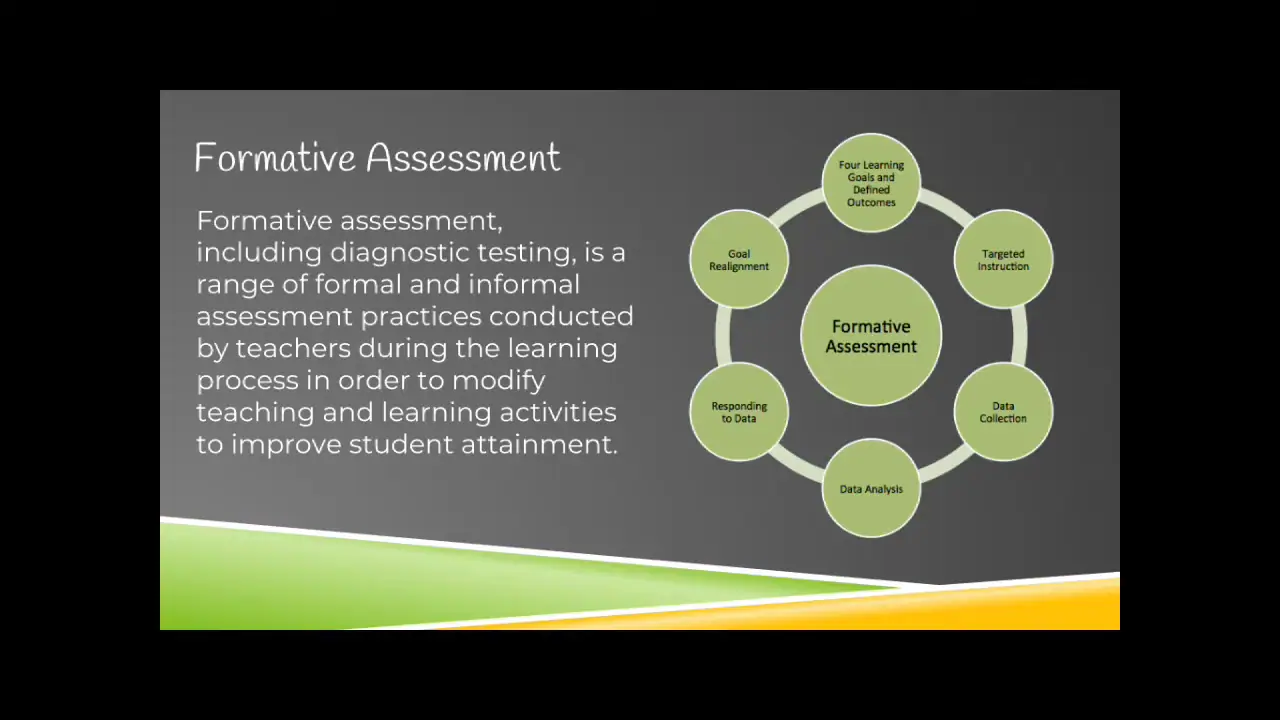 Formative Assessment
Formative assessment,
including diagnostic testing, is a
range of formal and informal
assessment practices conducted
by teachers during the learning
process in order to modify
teaching and learning activities
to improve student attainment.
Four Learning
Goals and
Defined
Outcomes
Targeted
Instruction
Data
Collection
Data Analysis
Responding
to Data
Goal
Realignment
Formative
Assessment